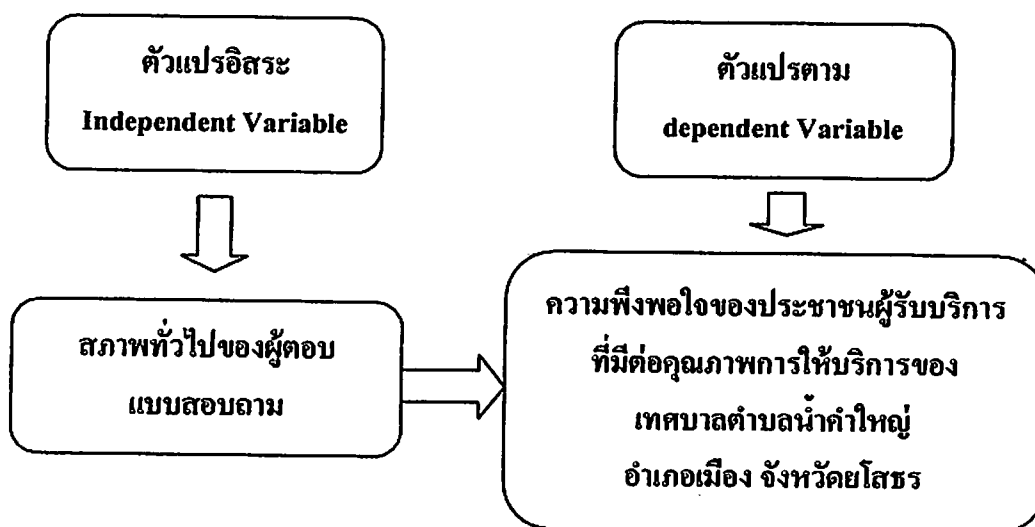 ตัวแปรอิสระ
Independent Variable
ตัวแปรตาม
dependent Variable
สภาพทั่วไปของผู้ตอบ
แบบสอบถาม
ความพึงพอใจของประชาชนผู้รับบริการ
ที่มีต่อคุณภาพการให้บริการของ
เทศบาลตำบลน้ำคำใหญ่
อำเภอเมือง จังหวัดยโสธร